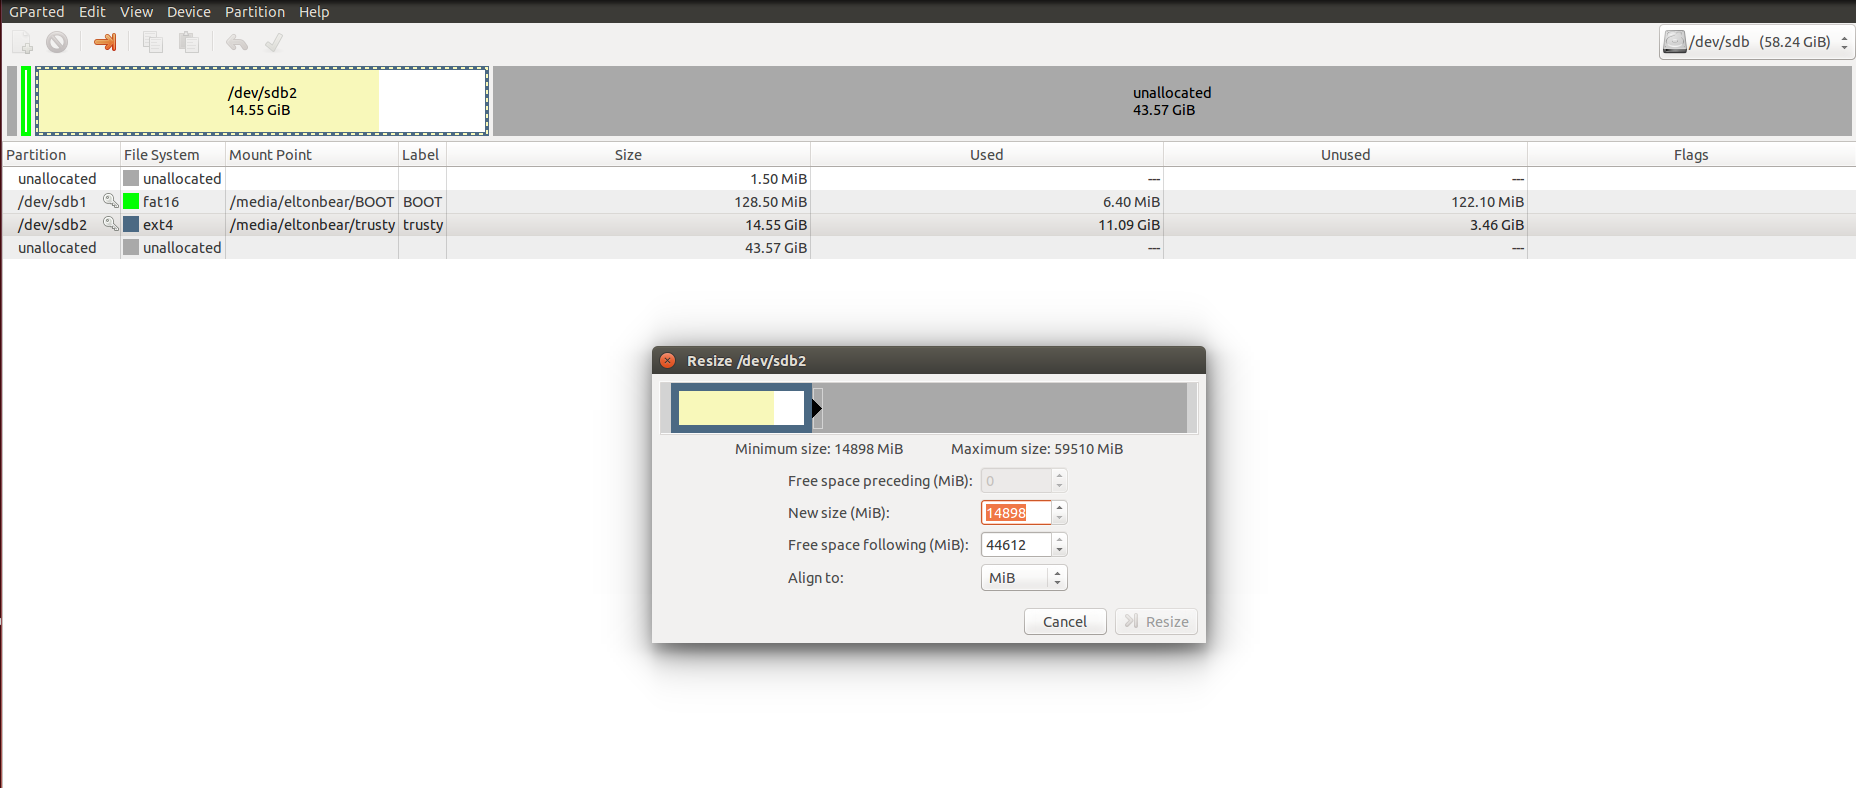 GParted Edit View Device Partition Help
/dev/sdb (58.24 GiB)
/dev/sdb2
14.55 GiB
unallocated
43.57 GiB
Partition File System Mount Point Label Size Used Unused Flags
unallocated unallocated 1.50 MiB --- ---
/dev/sdb1 fat16 /media/eltonbear/BOOT BOOT 128.50 MiB 6.40 MiB 122.10 MiB
/dev/sdb2 ext4 /media/eltonbear/trusty trusty 14.55 GiB 11.09 GiB 3.46 GiB
unallocated unallocated 43.57 GiB --- ---
Resize /dev/sdb2
Minimum size: 14898 MiB Maximum size: 59510 MiB
Free space preceding (MiB): 0
New size (MiB): 14898
Free space following (MiB): 44612
Align to: MiB
Cancel Resize